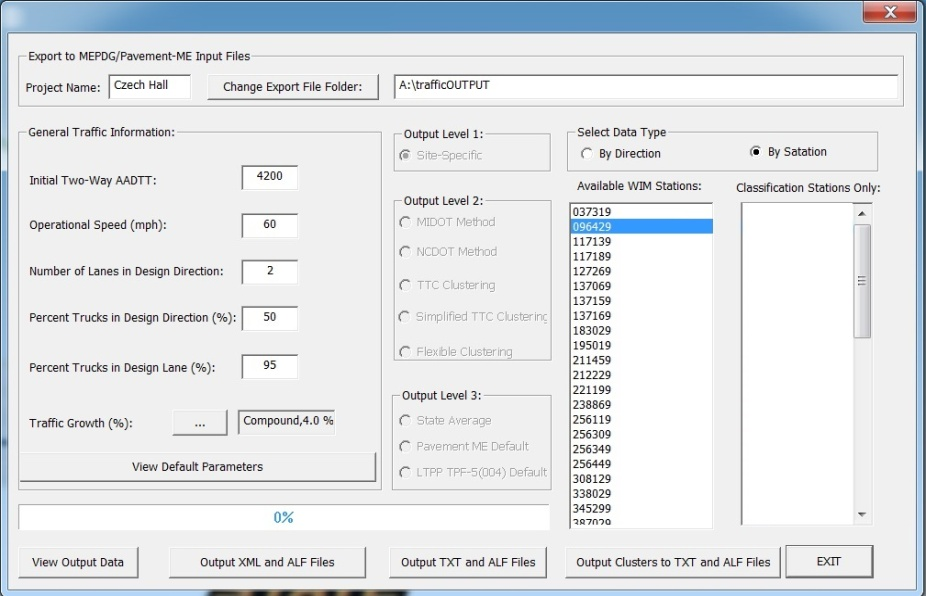 X
Export to MEPDG/Pavement-ME Input Files
Project Name: Czech Hall Change Export File Folder: A:\trafficOUTPUT
General Traffic Information:
Initial Two-Way AADTT: 4200
Operational Speed (mph): 60
Number of Lanes in Design Direction: 2
Percent Trucks in Design Direction (%): 50
Percent Trucks in Design Lane (%): 95
Traffic Growth (%): ... Compound,4.0 %
View Default Parameters
0%
Output Level 1:
Site-Specific
Output Level 2:
MIDOT Method
NCDOT Method
TTC Clustering
Simplified TTC Clustering
Flexible Clustering
Output Level 3:
State Average
Pavement ME Default
LTPP TPF-5(004) Default
Select Data Type
By Direction By Satation
Available WIM Stations:
037319
096429
117139
117189
127269
137069
137159
137169
183029
195019
211459
212229
221199
238869
256119
256309
256349
256449
308129
338029
345299
387029
Classification Stations Only:
View Output Data Output XML and ALF Files Output TXT and ALF Files Output Clusters to TXT and ALF Files EXIT